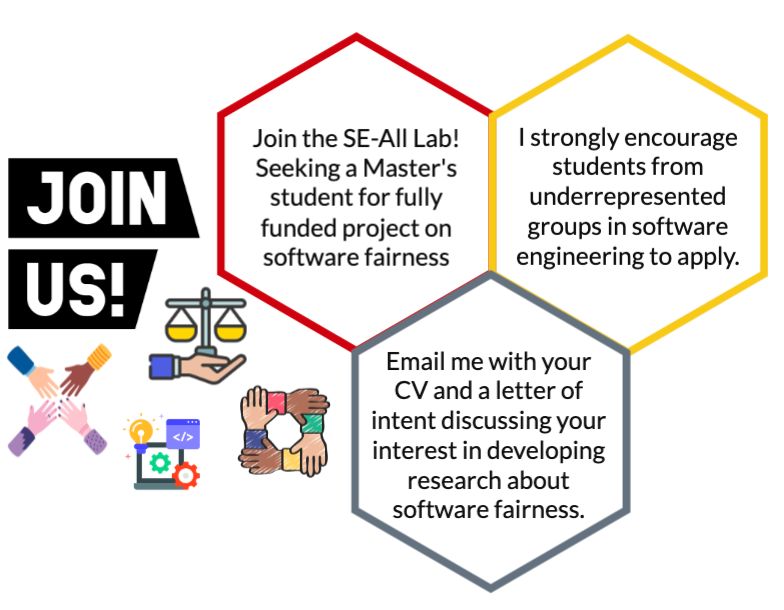 JOIN
US!
Join the SE-All Lab!
Seeking a Master's
student for fully
funded project on
software fairness
I strongly encourage
students from
underrepresented
groups in software
engineering to apply.
Email me with your
CV and a letter of
intent discussing your
interest in developing
research about
software fairness.
</>